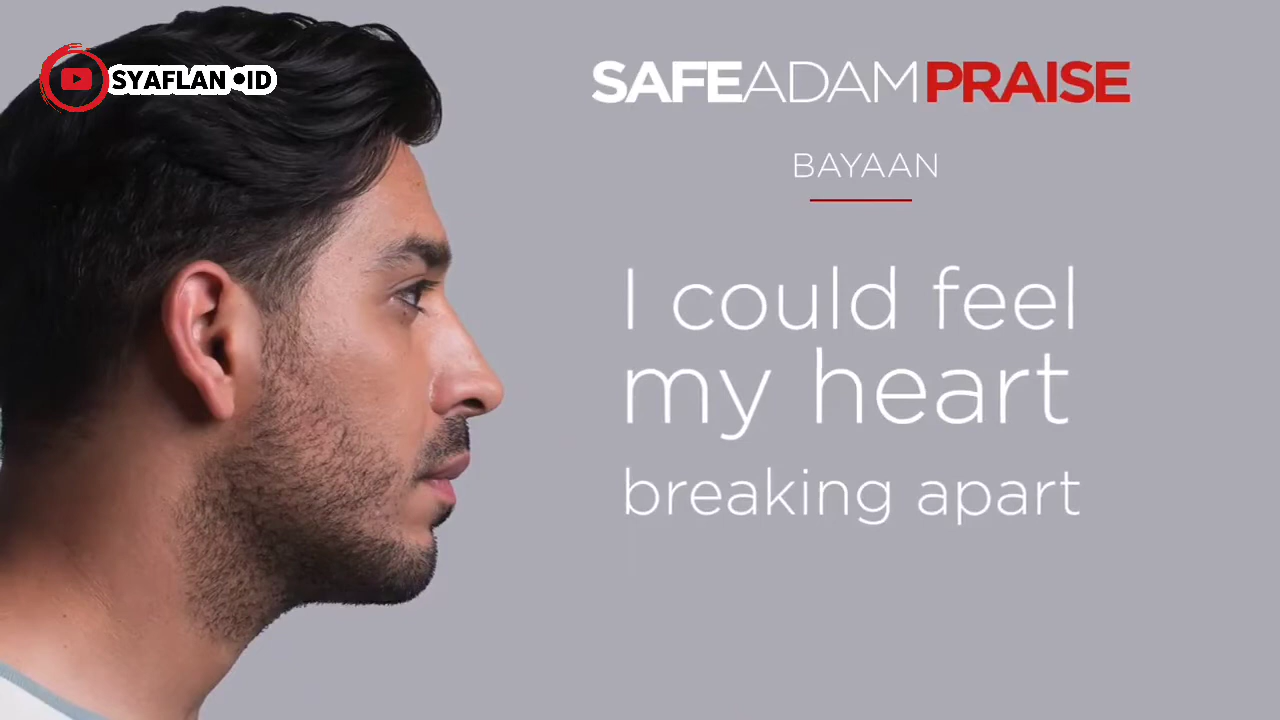 SYAFLAN ID
SAFEADAMPRAISE
BAYAAN
I could feel
my heart
breaking apart